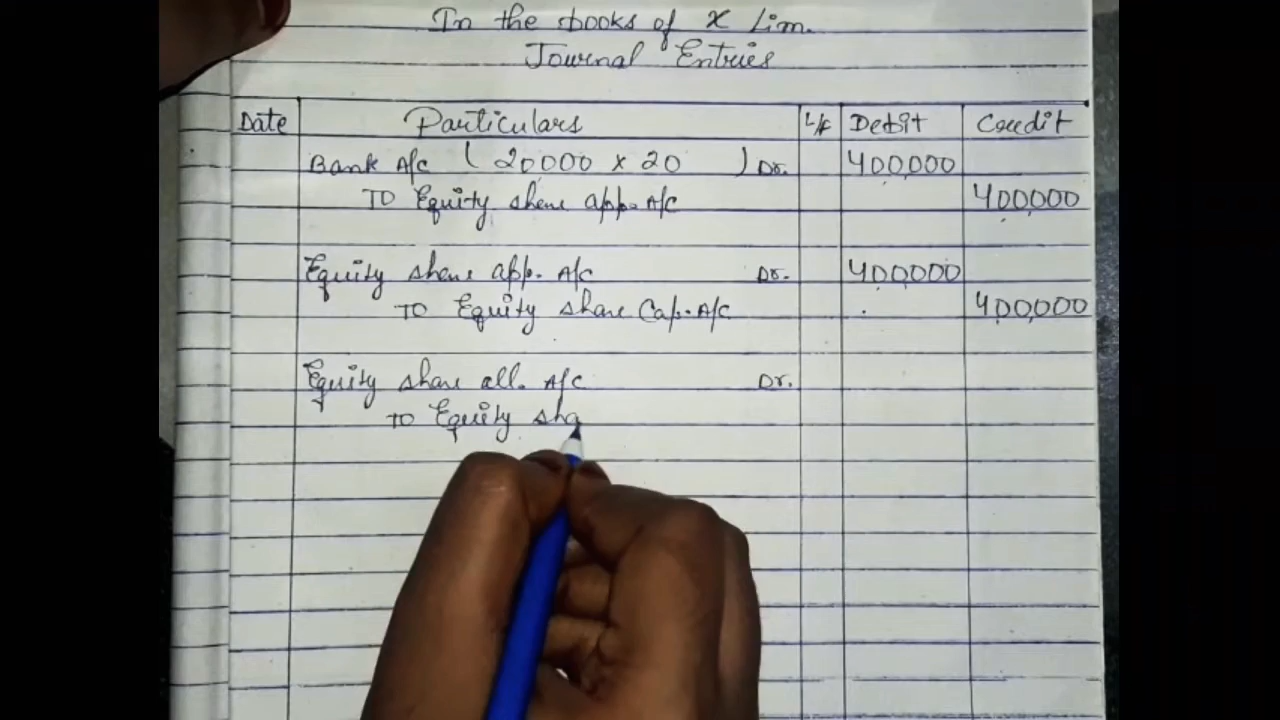 In the books of X Lim.
Journal Entries
Date Particulars L/F Debit Credit
Bank A/c ( 20000 x 20 ) Dr. 400,000
TO Equity share app. A/c 400,000
Equity share app. A/c Dr. 400,000
TO Equity share Cap. A/c 400,000
Equity share all. A/c Dr.
TO Equity sha